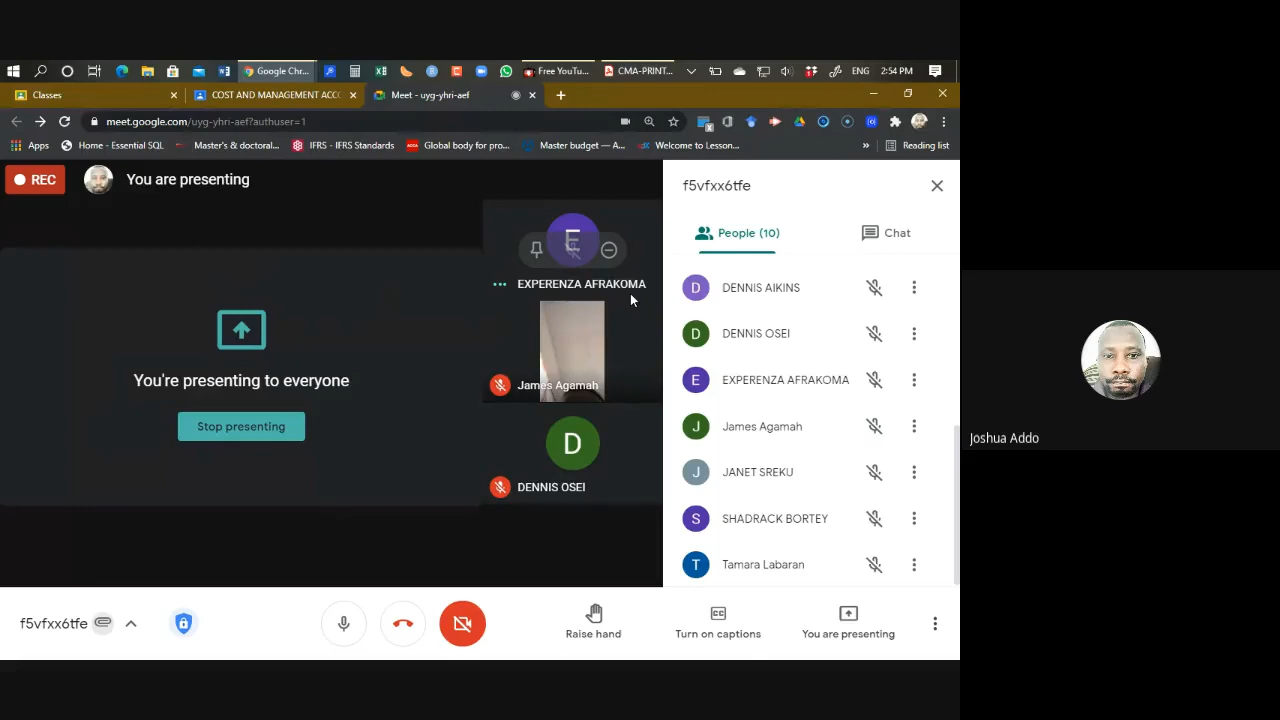 Google Chr...
Free YouTu...
CMA-PRINT...
ENG
2:54 PM
Classes
COST AND MANAGEMENT ACCC
Meet - uyg-yhri-aef
meet.google.com/uyg-yhri-aef?authuser=1
Apps
Home - Essential SQL
Master's & doctoral...
IFRS - IFRS Standards
Global body for pro...
Master budget — A...
Welcome to Lesson...
Reading list
REC
You are presenting
f5vfxx6tfe
People (10)
Chat
E
EXPERENZA AFRAKOMA
James Agamah
D
DENNIS OSEI
You're presenting to everyone
Stop presenting
D
DENNIS AIKINS
D
DENNIS OSEI
E
EXPERENZA AFRAKOMA
J
James Agamah
J
JANET SREKU
S
SHADRACK BORTEY
T
Tamara Labaran
Joshua Addo
f5vfxx6tfe
Raise hand
CC
Turn on captions
You are presenting